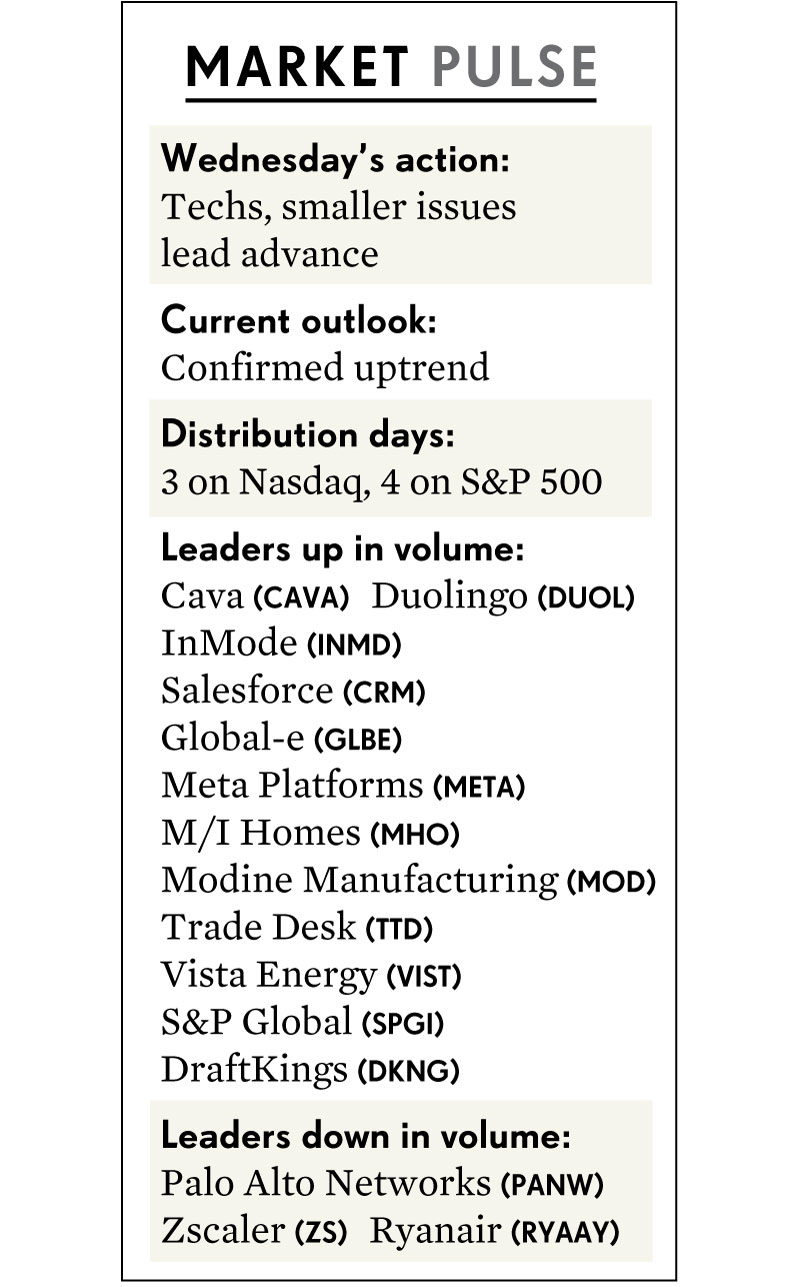 MARKET PULSE
Wednesday’s action:
Techs, smaller issues
lead advance
Current outlook:
Confirmed uptrend
Distribution days:
3 on Nasdaq, 4 on S&P 500
Leaders up in volume:
Cava (CAVA) Duolingo (DUOL)
InMode (INMD)
Salesforce (CRM)
Global-e (GLBE)
Meta Platforms (META)
M/I Homes (MHO)
Modine Manufacturing (MOD)
Trade Desk (TTD)
Vista Energy (VIST)
S&P Global (SPGI)
DraftKings (DKNG)
Leaders down in volume:
Palo Alto Networks (PANW)
Zscaler (ZS) Ryanair (RYAAY)